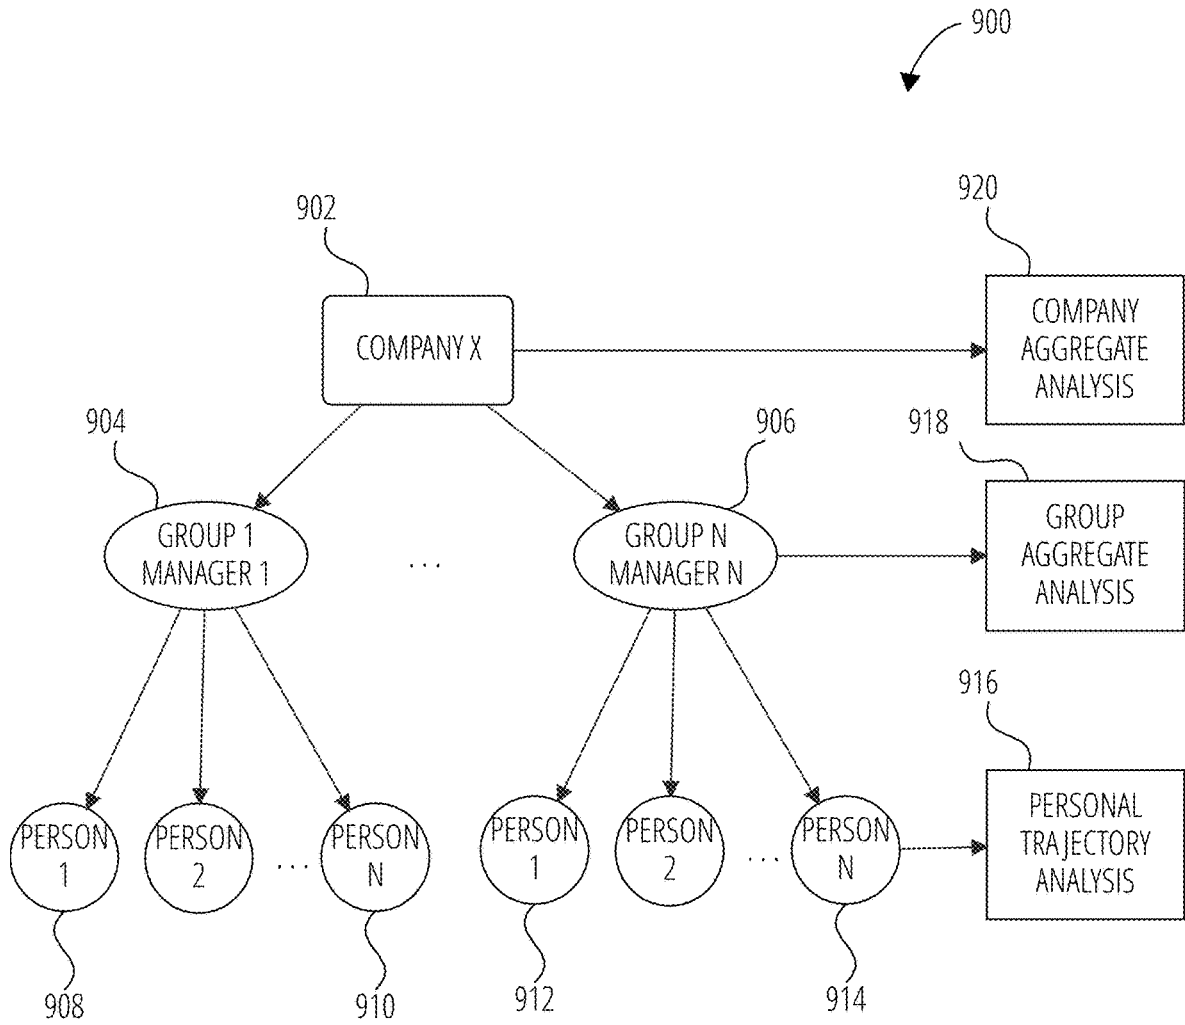 900
920
902
COMPANY X
COMPANY
AGGREGATE
ANALYSIS
904
906
918
GROUP 1
MANAGER 1
...
GROUP N
MANAGER N
GROUP
AGGREGATE
ANALYSIS
916
PERSON
1
PERSON
2
...
PERSON
N
PERSON
1
PERSON
2
...
PERSON
N
PERSONAL
TRAJECTORY
ANALYSIS
908
910
912
914